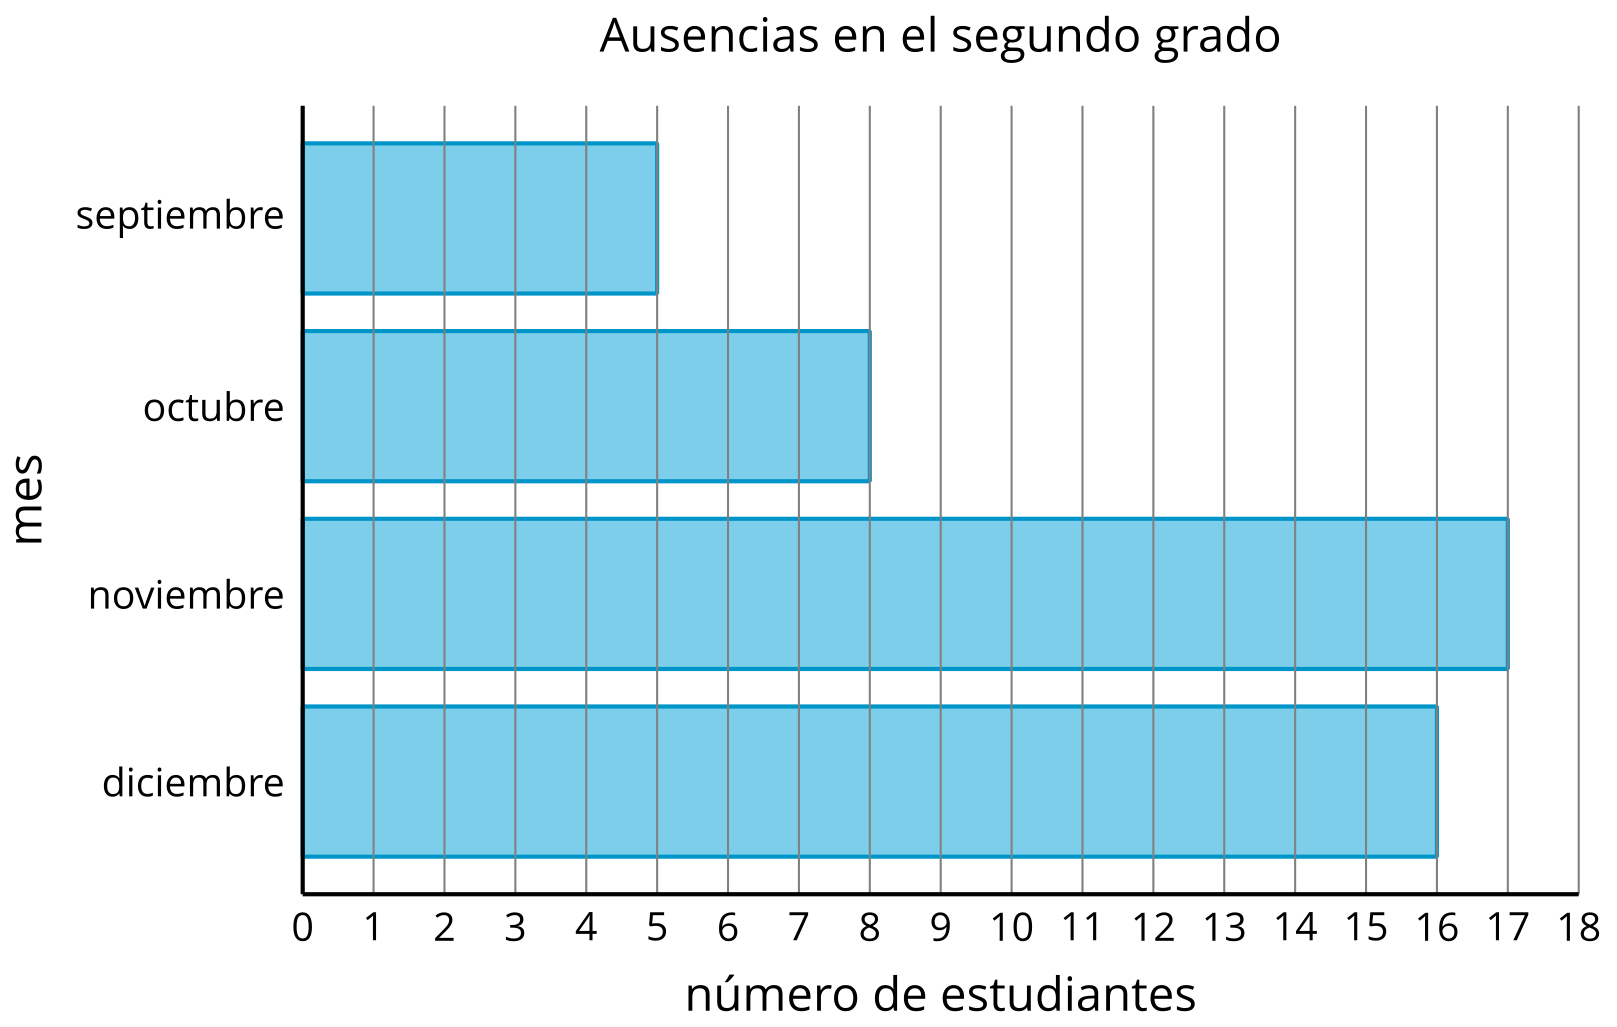 Ausencias en el segundo grado
mes
septiembre
octubre
noviembre
diciembre
0 1 2 3 4 5 6 7 8 9 10 11 12 13 14 15 16 17 18
número de estudiantes